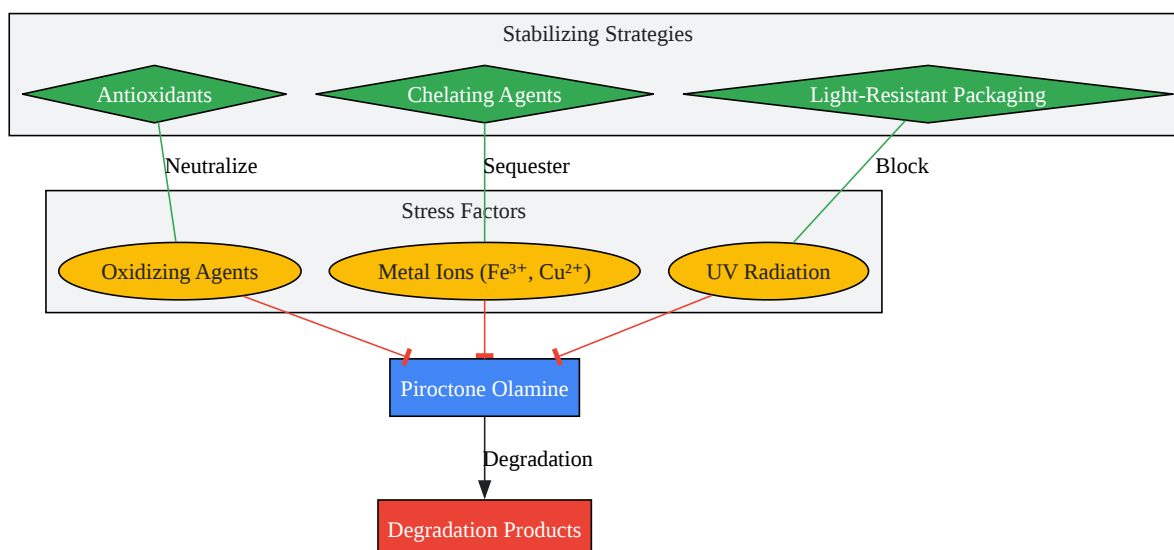 Stabilizing Strategies
Antioxidants
Chelating Agents
Light-Resistant Packaging
Neutralize
Sequester
Block
Stress Factors
Oxidizing Agents
Metal Ions (Fe³⁺, Cu²⁺)
UV Radiation
Piroctone Olamine
Degradation
Degradation Products